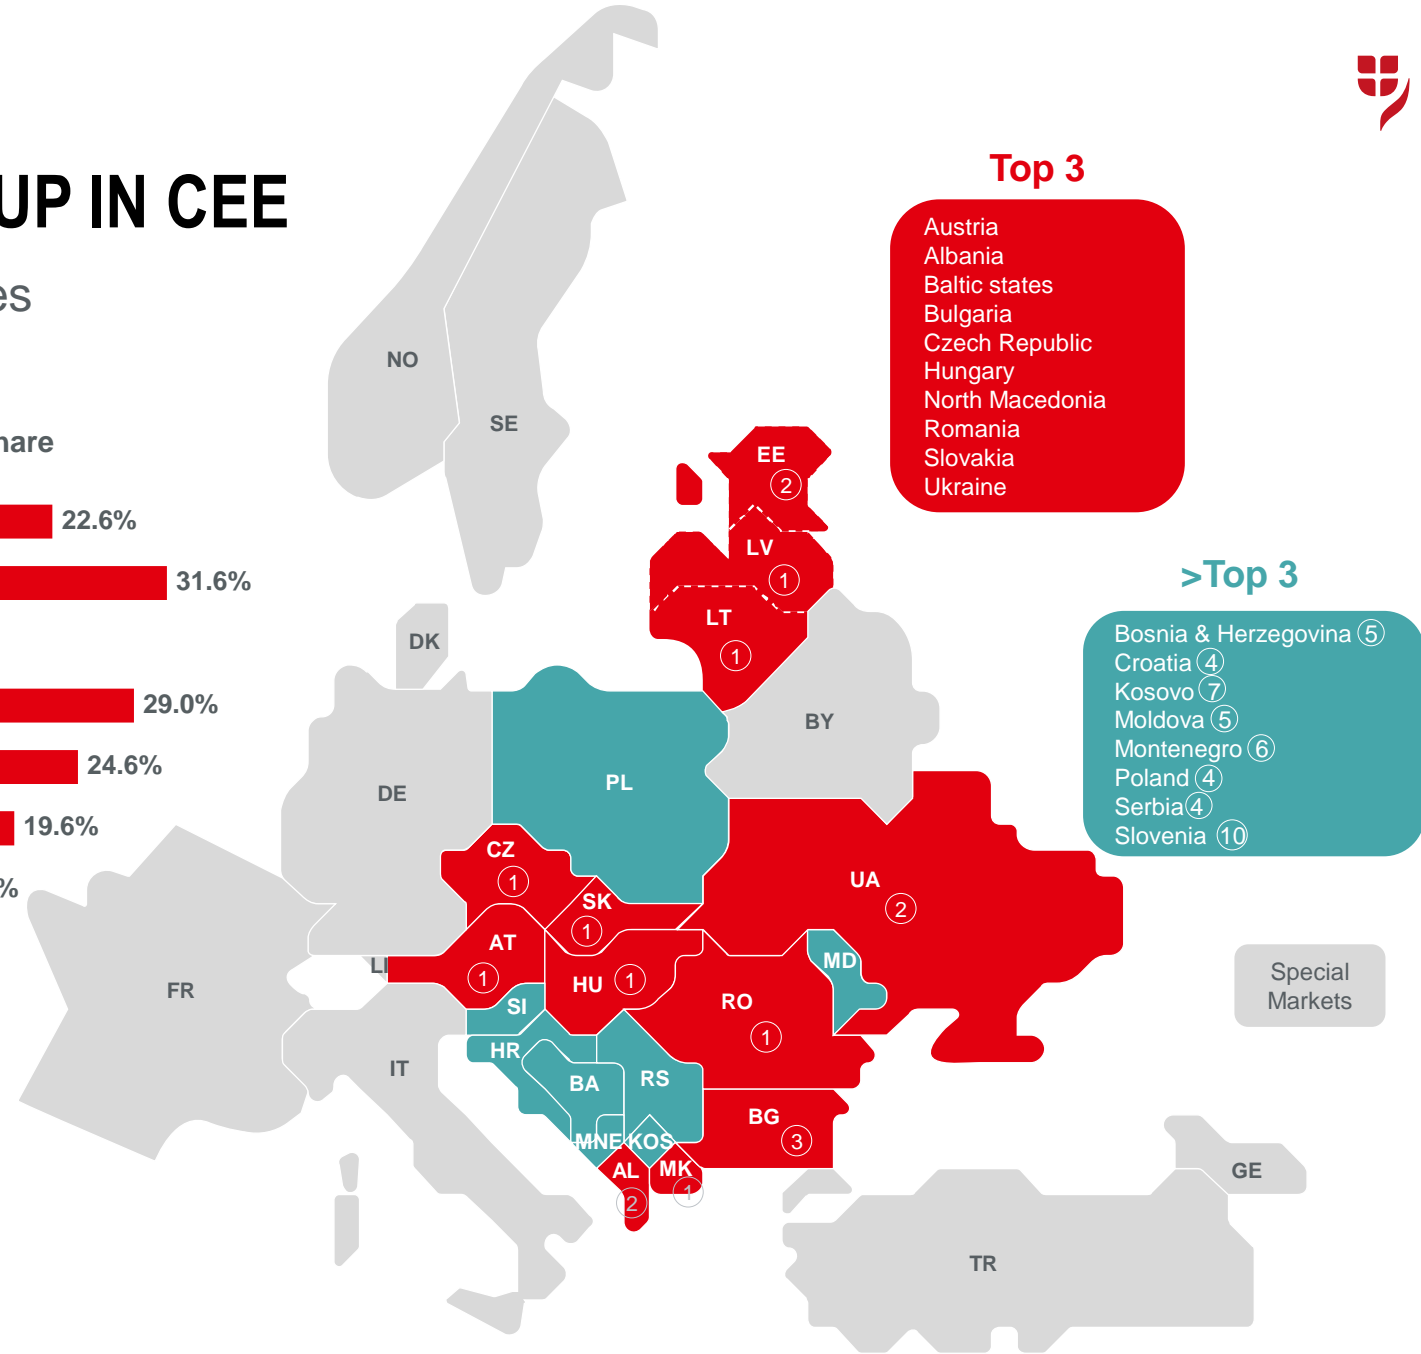 UP IN CEE
es
hare
22.6%
31.6%
29.0%
24.6%
19.6%
%
Top 3
Austria
Albania
Baltic states
Bulgaria
Czech Republic
Hungary
North Macedonia
Romania
Slovakia
Ukraine
>Top 3
Bosnia & Herzegovina 5
Croatia 4
Kosovo 7
Moldova 5
Montenegro 6
Poland 4
Serbia 4
Slovenia 10
Special
Markets
NO
SE
EE
2
LV
1
LT
1
DK
BY
PL
DE
CZ
1
SK
1
UA
2
AT
1
LI
HU
1
MD
FR
SI
RO
1
HR
IT
BA
RS
BG
3
MNE
KOS
AL
2
MK
1
GE
TR